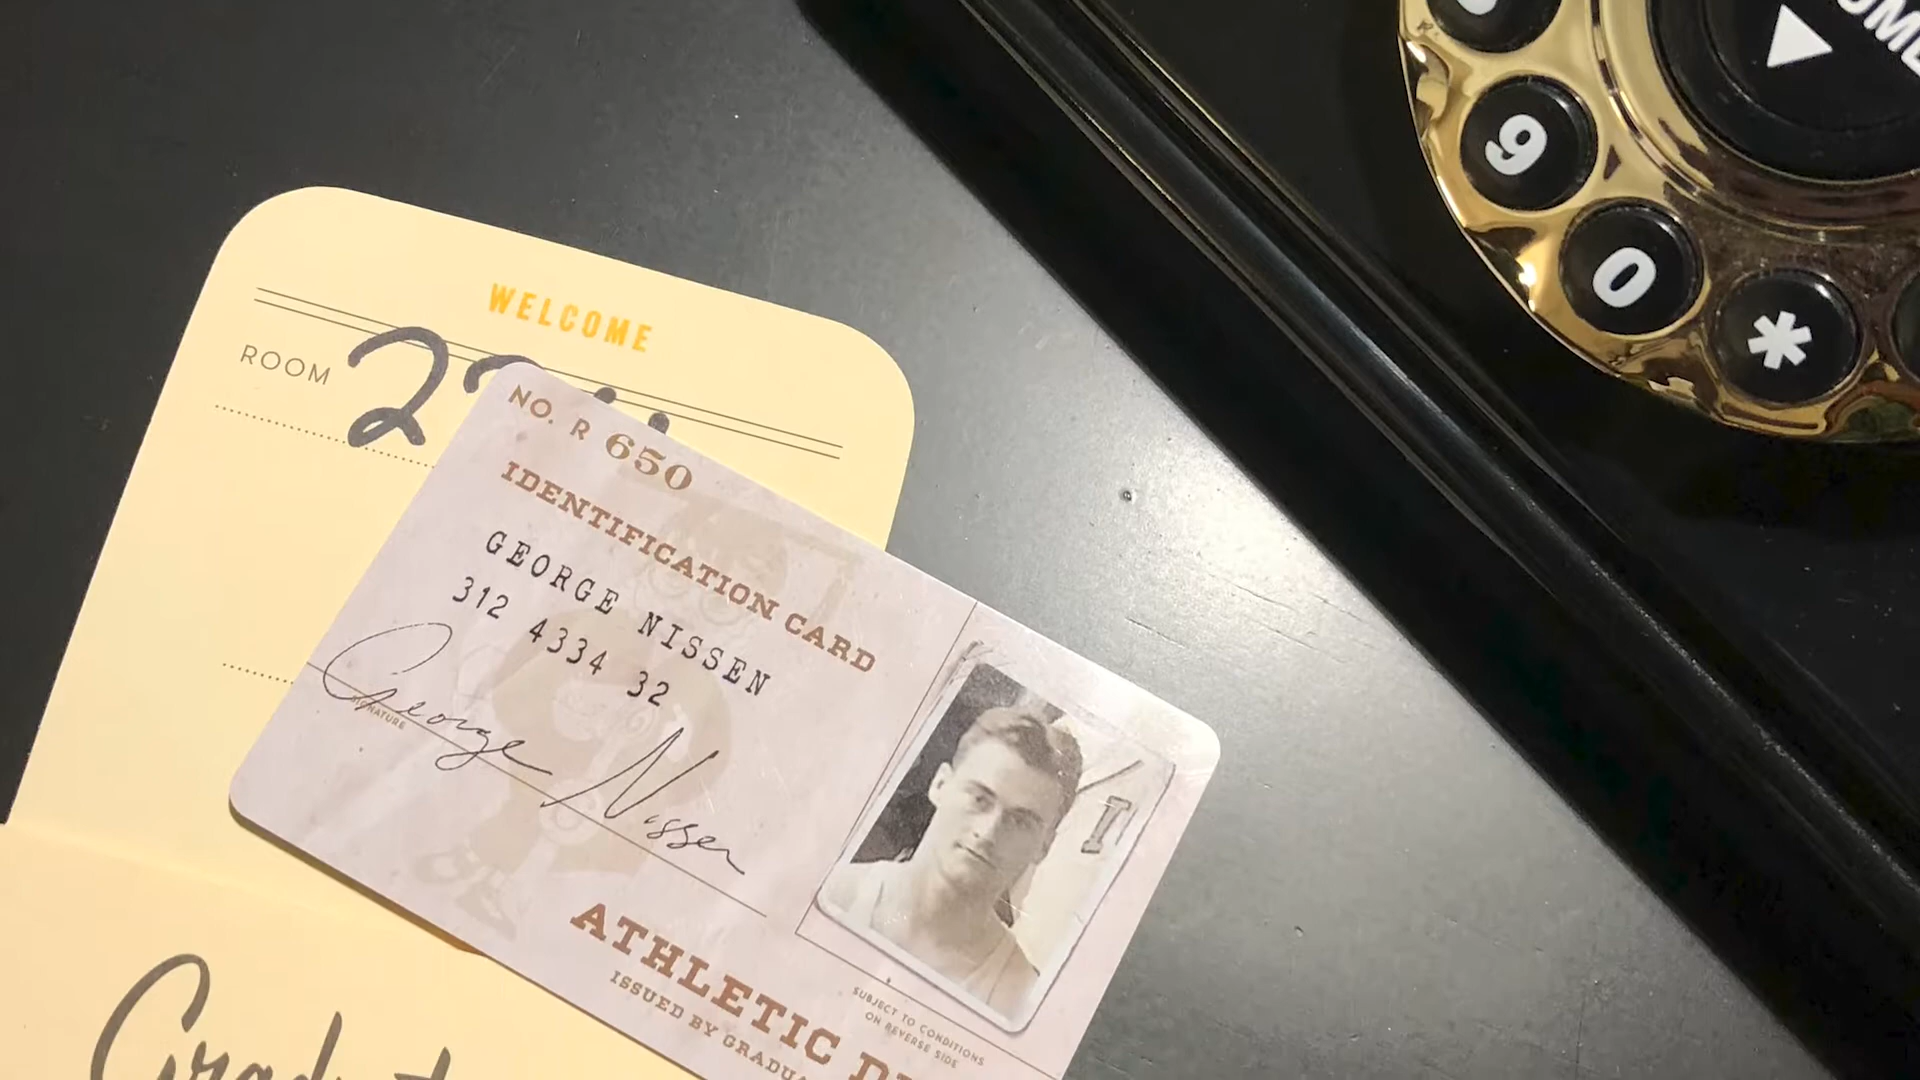 WELCOME
ROOM
NO. R 650
IDENTIFICATION CARD
GEORGE NISSEN
312 4334 32
George Nissen
SIGNATURE
ATHLETIC
ISSUED BY
SUBJECT TO CONDITIONS
ON REVERSE SIDE
9
0
*